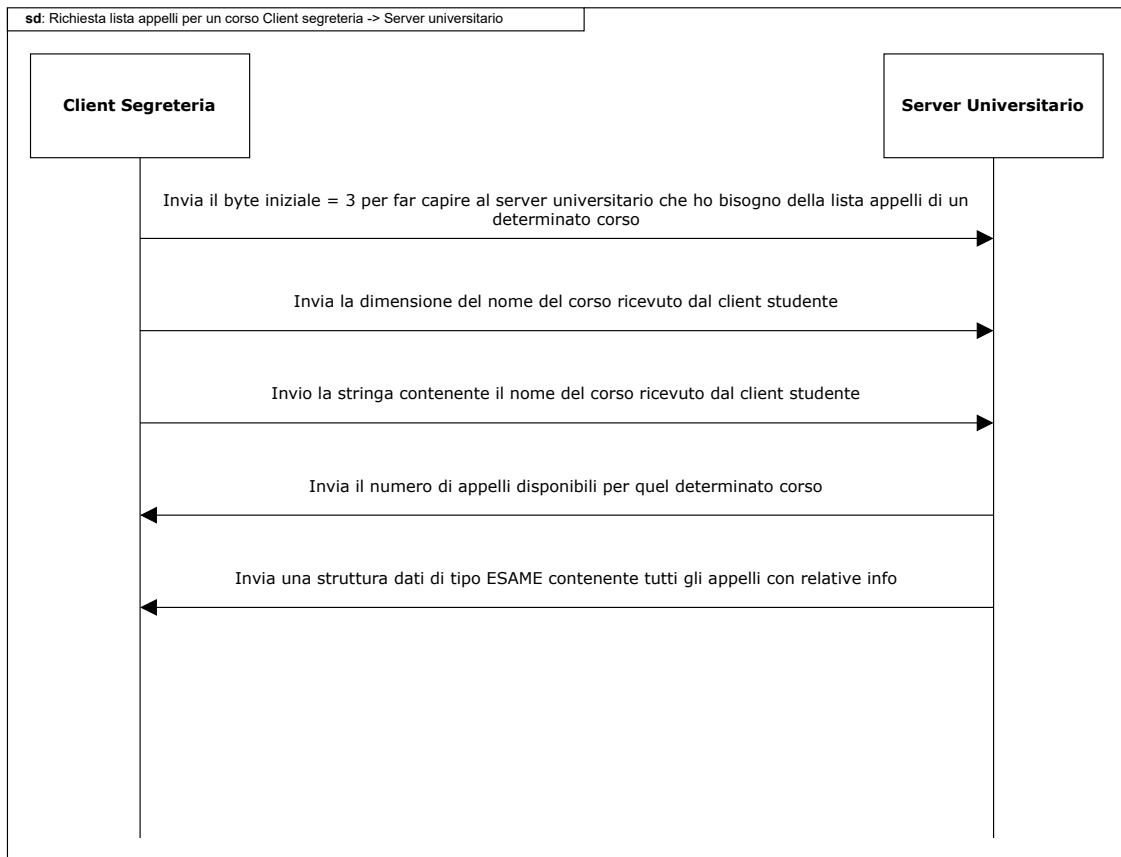 sd: Richiesta lista appelli per un corso Client segreteria -> Server universitario
Client Segreteria
Server Universitario
Invia il byte iniziale = 3 per far capire al server universitario che ho bisogno della lista appelli di un
determinato corso
Invia la dimensione del nome del corso ricevuto dal client studente
Invio la stringa contenente il nome del corso ricevuto dal client studente
Invia il numero di appelli disponibili per quel determinato corso
Invia una struttura dati di tipo ESAME contenente tutti gli appelli con relative info